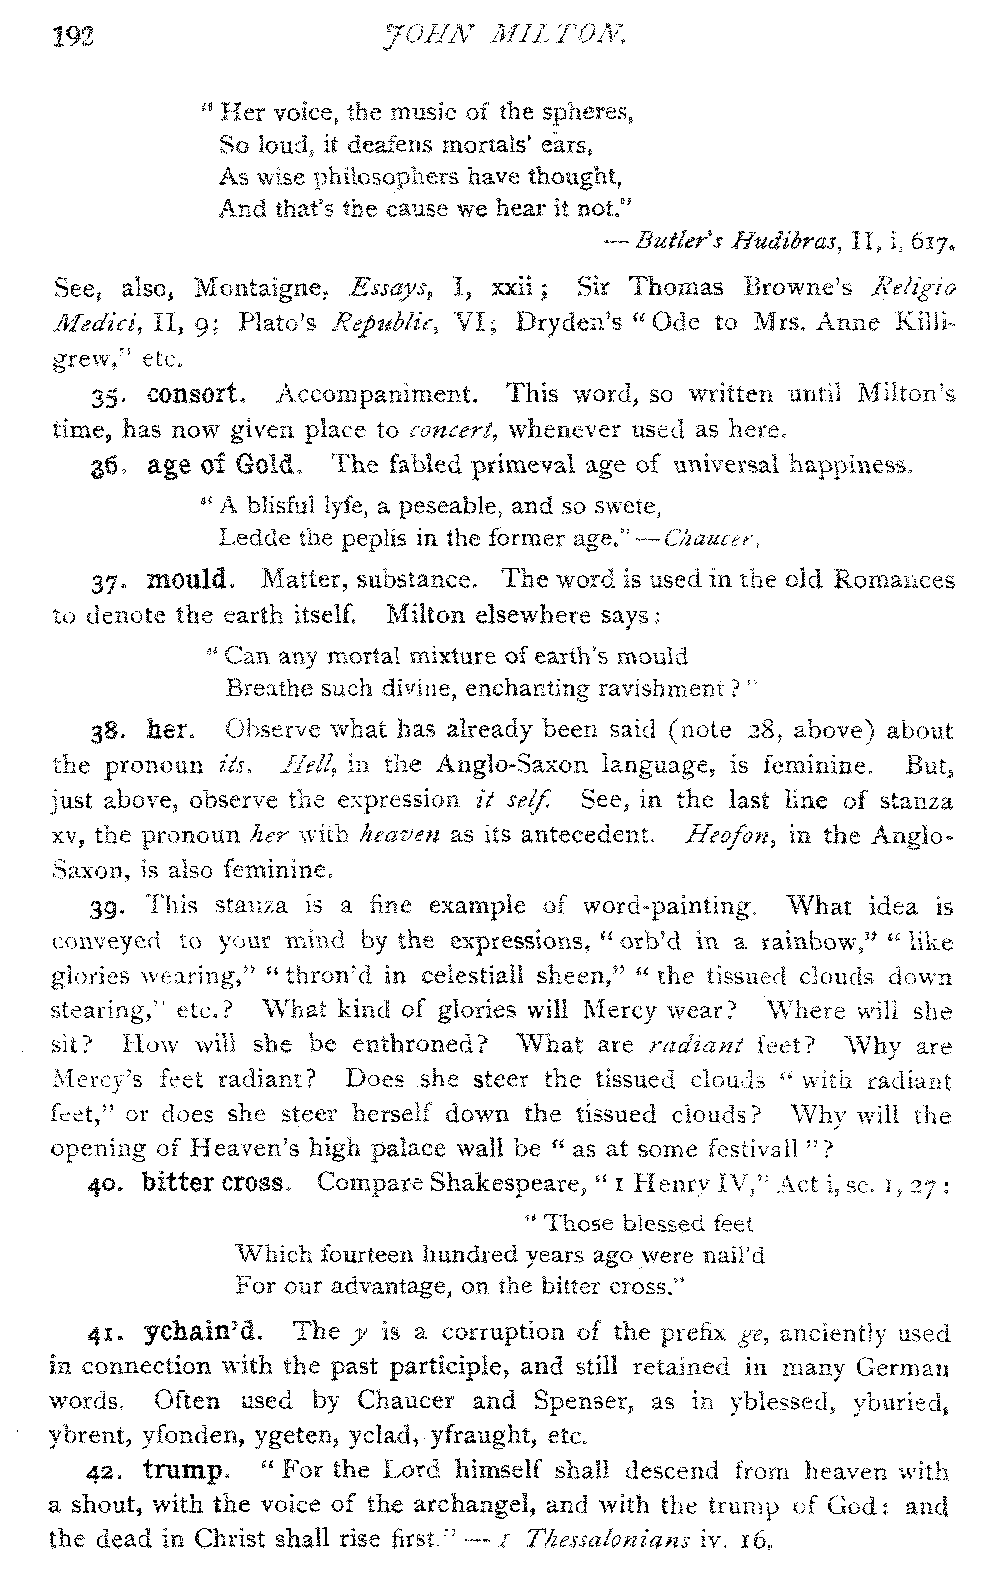 192 JOHN MILTON.
“Her voice, the music of the spheres,
So loud, it deafens mortals' ears,
As wise philosophers have thought,
And that's the cause we hear it not.”
— Butler's Hudibras, II, i, 617.
See, also, Montaigne, Essays, I, xxii; Sir Thomas Browne's Religio
Medici, II, 9; Plato's Republic, VI; Dryden's “Ode to Mrs. Anne Killi-
grew,” etc.
35. consort. Accompaniment. This word, so written until Milton's
time, has now given place to concert, whenever used as here.
36. age of Gold. The fabled primeval age of universal happiness.
“A blisful lyfe, a peseable, and so swete,
Ledde the peplis in the former age.” — Chaucer.
37. mould. Matter, substance. The word is used in the old Romances
to denote the earth itself. Milton elsewhere says:
“Can any mortal mixture of earth's mould
Breathe such divine, enchanting ravishment?”
38. her. Observe what has already been said (note 28, above) about
the pronoun its. Hell, in the Anglo-Saxon language, is feminine. But,
just above, observe the expression it self. See, in the last line of stanza
xv, the pronoun her with heaven as its antecedent. Heofon, in the Anglo-
Saxon, is also feminine.
39. This stanza is a fine example of word-painting. What idea is
conveyed to your mind by the expressions, “orb'd in a rainbow,” “like
glories wearing,” “thron'd in celestiall sheen,” “the tissued clouds down
stearing,” etc.? What kind of glories will Mercy wear? Where will she
sit? How will she be enthroned? What are radiant feet? Why are
Mercy's feet radiant? Does she steer the tissued clouds “with radiant
feet,” or does she steer herself down the tissued clouds? Why will the
opening of Heaven's high palace wall be “as at some festivall”?
40. bitter cross. Compare Shakespeare, “1 Henry IV,” Act i, sc. 1, 27:
“Those blessed feet
Which fourteen hundred years ago were nail'd
For our advantage, on the bitter cross.”
41. ychain'd. The y is a corruption of the prefix ge, anciently used
in connection with the past participle, and still retained in many German
words. Often used by Chaucer and Spenser, as in yblessed, yburied,
ybrent, yfonden, ygeten, yclad, yfraught, etc.
42. trump. “For the Lord himself shall descend from heaven with
a shout, with the voice of the archangel, and with the trump of God: and
the dead in Christ shall rise first.” — 1 Thessalonians iv. 16.